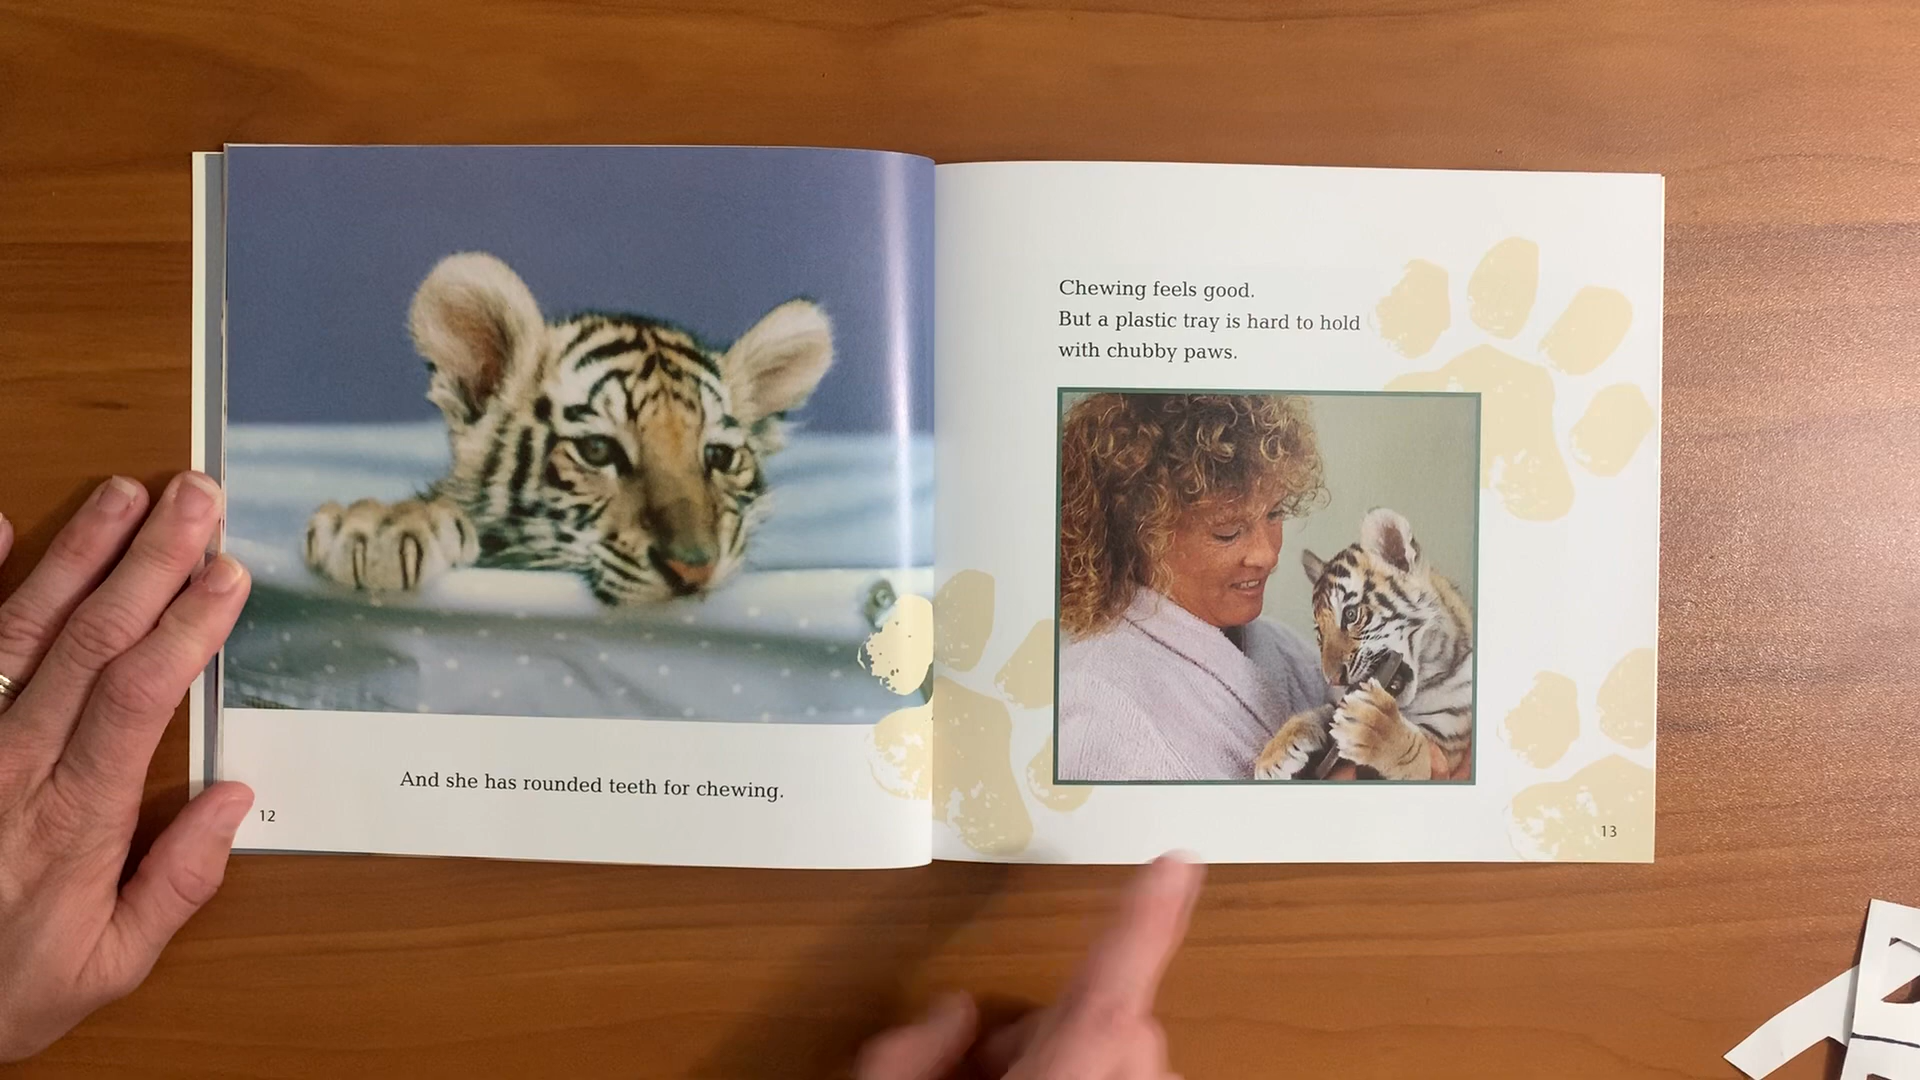 And she has rounded teeth for chewing.
12
Chewing feels good.
But a plastic tray is hard to hold
with chubby paws.
13